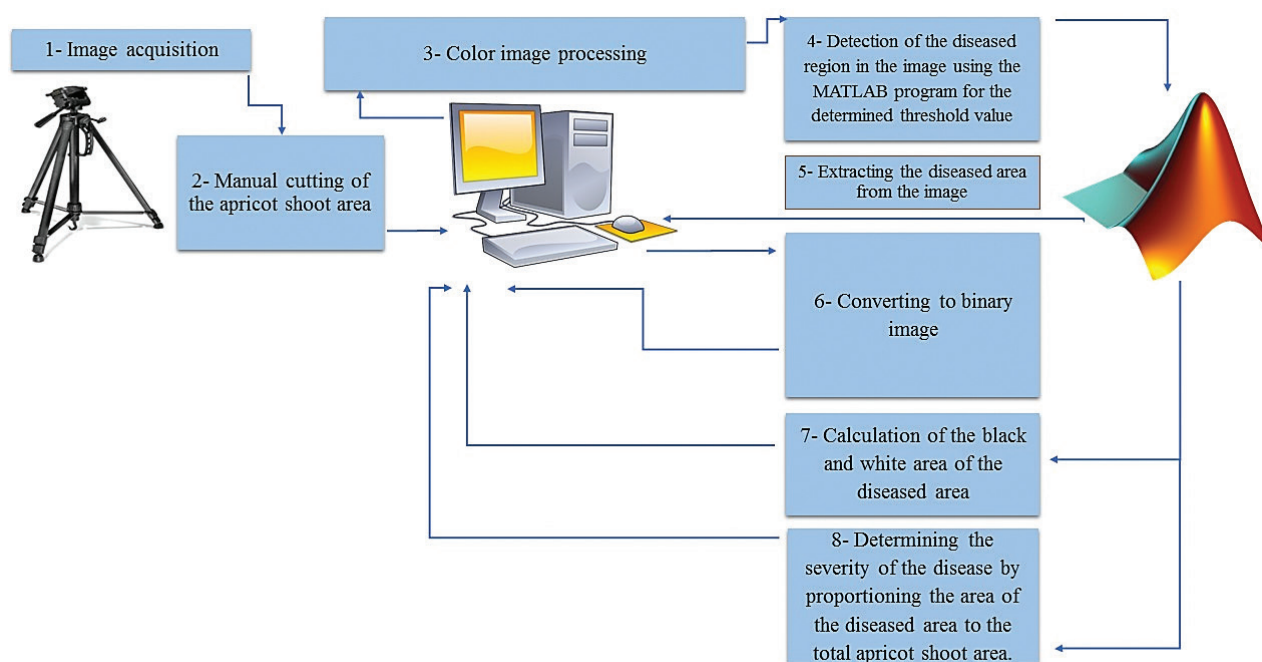 1- Image acquisition
2- Manual cutting of
the apricot shoot area
3- Color image processing
4- Detection of the diseased
region in the image using the
MATLAB program for the
determined threshold value
5- Extracting the diseased area
from the image
6- Converting to binary
image
7- Calculation of the black
and white area of the
diseased area
8- Determining the
severity of the disease by
proportioning the area of
the diseased area to the
total apricot shoot area.